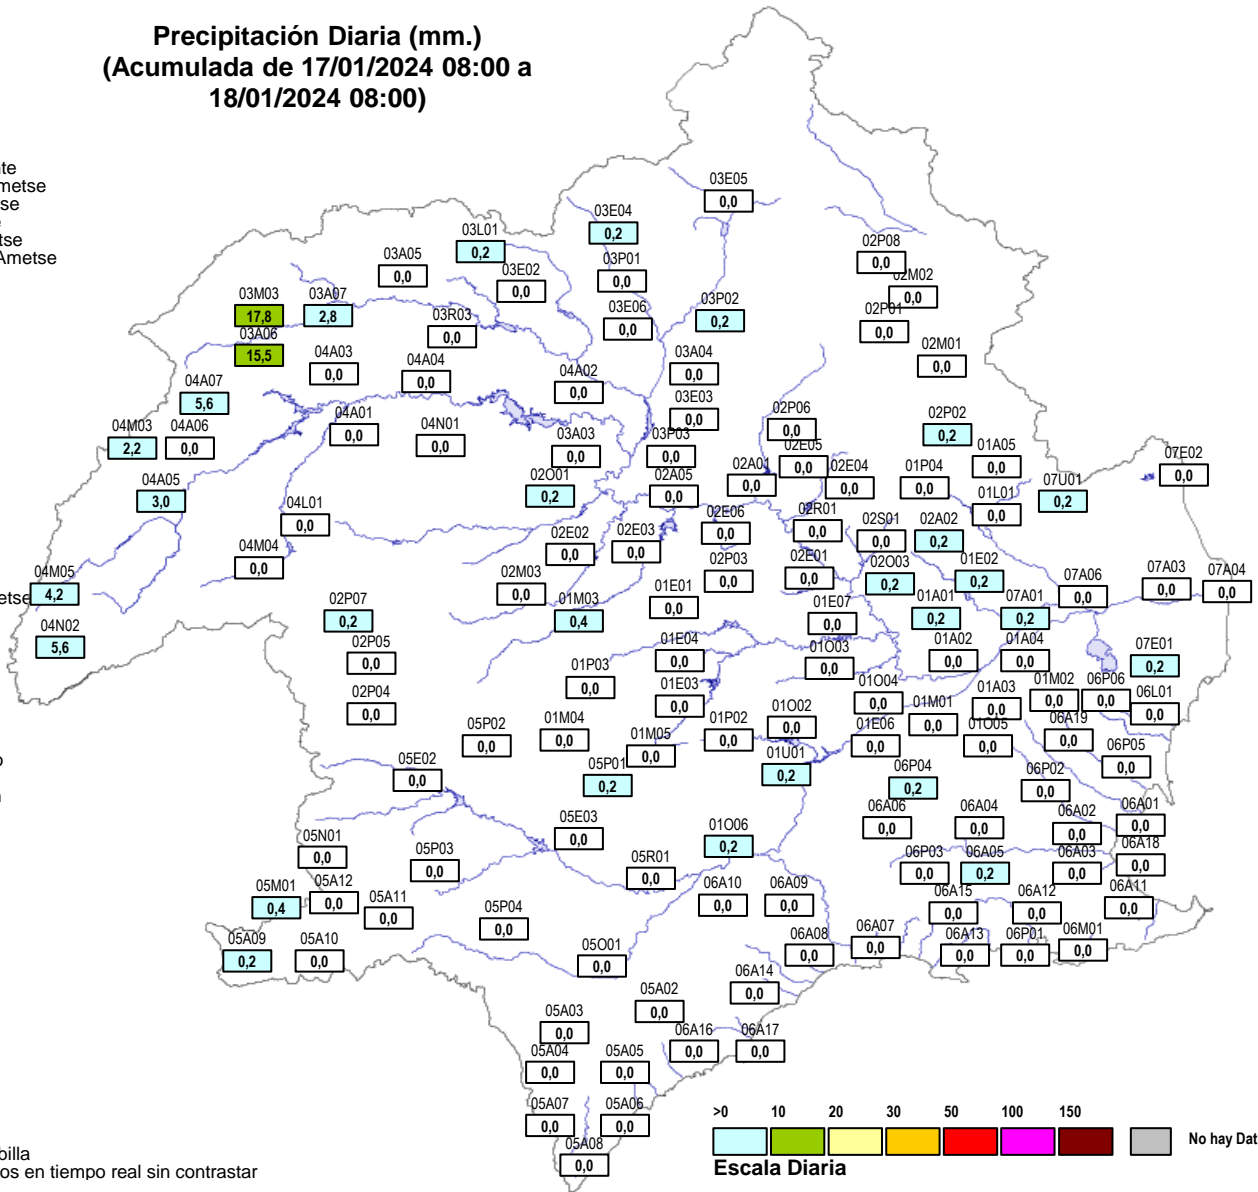 Precipitación Diaria (mm.)
(Acumulada de 17/01/2024 08:00 a
18/01/2024 08:00)
nte
metse
tse
e
tse
Ametse
03E05
0,0
03E04
0,2
03L01
0,2
03A05
0,0
03E02
0,0
03P01
0,0
02P08
0,0
02M02
0,0
03M03
17,8
03A07
2,8
03R03
0,0
03E06
0,0
03P02
0,2
02P01
0,0
03A06
15,5
04A03
0,0
04A04
0,0
04A02
0,0
03A04
0,0
02M01
0,0
04A07
5,6
03E03
0,0
04M03
2,2
04A06
0,0
04A01
0,0
04N01
0,0
03A03
0,0
03P03
0,0
02P06
0,0
02P02
0,2
02E05
0,0
01A05
0,0
07E02
0,0
04A05
3,0
02O01
0,2
02A05
0,0
02A01
0,0
02E04
0,0
01P04
0,0
07U01
0,2
01L01
0,0
04L01
0,0
02E06
0,0
02R01
0,0
02S01
0,0
02A02
0,2
04M04
0,0
02E02
0,0
02E03
0,0
02P03
0,0
02E01
0,0
02O03
0,2
01E02
0,2
04M05
4,2
etse
02M03
0,0
07A06
0,0
07A03
0,0
07A04
0,0
02P07
0,2
01M03
0,4
01E01
0,0
01E07
0,0
01A01
0,2
07A01
0,2
04N02
5,6
02P05
0,0
01E04
0,0
01O03
0,0
01A02
0,0
01A04
0,0
07E01
0,2
01P03
0,0
02P04
0,0
01E03
0,0
01O04
0,0
01A03
0,0
01M02
0,0
06P06
0,0
06L01
0,0
05P02
0,0
01M04
0,0
01M05
0,0
01P02
0,0
01O02
0,0
01E06
0,0
01M01
0,0
01O05
0,0
06A19
0,0
06P05
0,0
o
05E02
0,0
05P01
0,2
01U01
0,2
06P04
0,2
06P02
0,0
05E03
0,0
06A06
0,0
06A04
0,0
06A02
0,0
06A01
0,0
05N01
0,0
05P03
0,0
05R01
0,0
01O06
0,2
06P03
0,0
06A05
0,2
06A03
0,0
06A18
0,0
05M01
0,4
05A12
0,0
05A11
0,0
06A10
0,0
06A09
0,0
06A15
0,0
06A12
0,0
06A11
0,0
05P04
0,0
05A09
0,2
05A10
0,0
05O01
0,0
06A08
0,0
06A07
0,0
06A13
0,0
06P01
0,0
06M01
0,0
06A14
0,0
05A02
0,0
05A03
0,0
06A16
0,0
06A17
0,0
05A04
0,0
05A05
0,0
05A07
0,0
05A06
0,0
05A08
0,0
>0 10 20 30 50 100 150
No hay Dat
Escala Diaria
billa
os en tiempo real sin contrastar